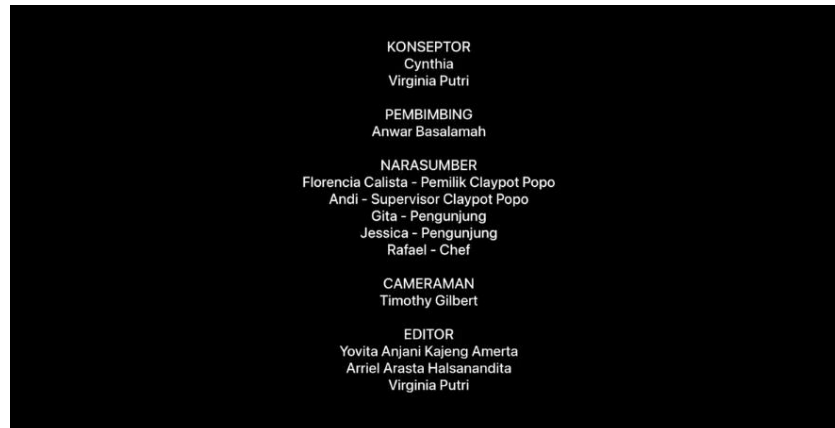 KONSEPTOR
Cynthia
Virginia Putri
PEMBIMBING
Anwar Basalamah
NARASUMBER
Florencia Calista - Pemilik Claypot Popo
Andi - Supervisor Claypot Popo
Gita - Pengunjung
Jessica - Pengunjung
Rafael - Chef
CAMERAMAN
Timothy Gilbert
EDITOR
Yovita Anjani Kajeng Amerta
Arriel Arasta Halsanandita
Virginia Putri